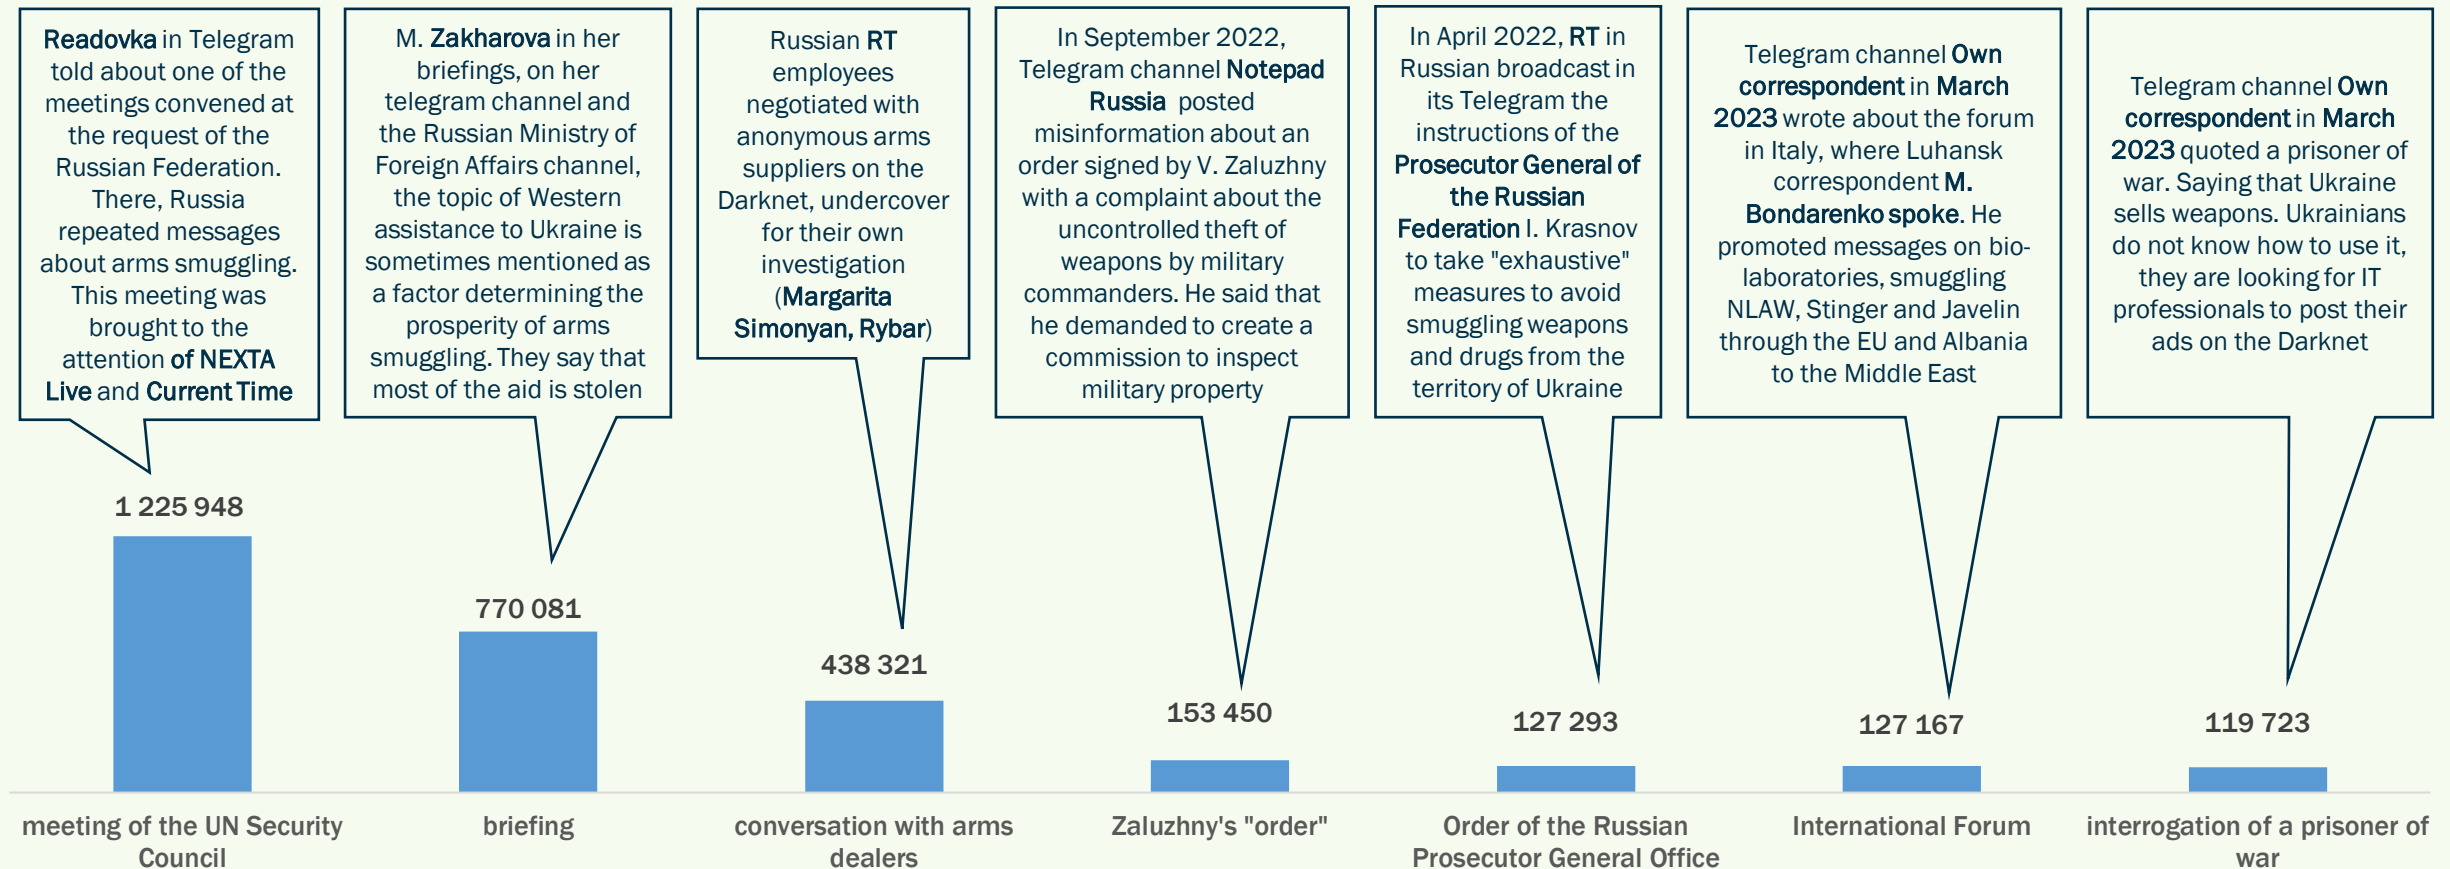 Readovka in Telegram
told about one of the
meetings convened at
the request of the
Russian Federation.
There, Russia
repeated messages
about arms smuggling.
This meeting was
brought to the
attention of NEXTA
Live and Current Time
M. Zakharova in her
briefings, on her
telegram channel and
the Russian Ministry of
Foreign Affairs channel,
the topic of Western
assistance to Ukraine is
sometimes mentioned as
a factor determining the
prosperity of arms
smuggling. They say that
most of the aid is stolen
Russian RT
employees
negotiated with
anonymous arms
suppliers on the
Darknet, undercover
for their own
investigation
(Margarita
Simonyan, Rybar)
In September 2022,
Telegram channel Notepad
Russia posted
misinformation about an
order signed by V. Zaluzhny
with a complaint about the
uncontrolled theft of
weapons by military
commanders. He said that
he demanded to create a
commission to inspect
military property
In April 2022, RT in
Russian broadcast in
its Telegram the
instructions of the
Prosecutor General of
the Russian
Federation I. Krasnov
to take "exhaustive"
measures to avoid
smuggling weapons
and drugs from the
territory of Ukraine
Telegram channel Own
correspondent in March
2023 wrote about the forum
in Italy, where Luhansk
correspondent M.
Bondarenko spoke. He
promoted messages on bio-
laboratories, smuggling
NLAW, Stinger and Javelin
through the EU and Albania
to the Middle East
Telegram channel Own
correspondent in March
2023 quoted a prisoner of
war. Saying that Ukraine
sells weapons. Ukrainians
do not know how to use it,
they are looking for IT
professionals to post their
ads on the Darknet
1 225 948
770 081
438 321
153 450
127 293
127 167
119 723
meeting of the UN Security
Council
briefing
conversation with arms
dealers
Zaluzhny's "order"
Order of the Russian
Prosecutor General Office
International Forum
interrogation of a prisoner of
war